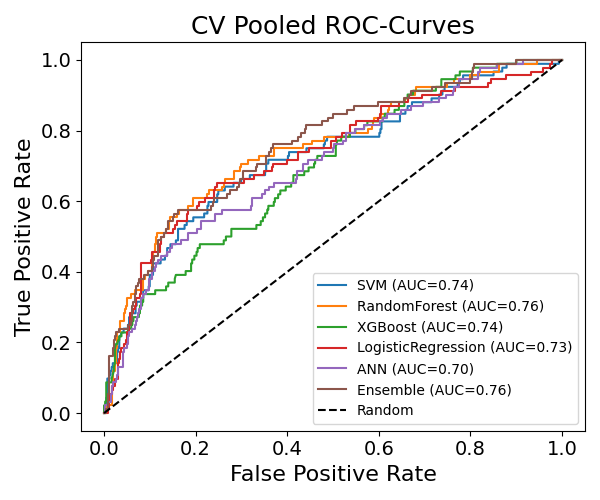 CV Pooled ROC-Curves
True Positive Rate
1.0
0.8
0.6
0.4
0.2
0.0
SVM (AUC=0.74)
RandomForest (AUC=0.76)
XGBoost (AUC=0.74)
LogisticRegression (AUC=0.73)
ANN (AUC=0.70)
Ensemble (AUC=0.76)
Random
0.0 0.2 0.4 0.6 0.8 1.0
False Positive Rate